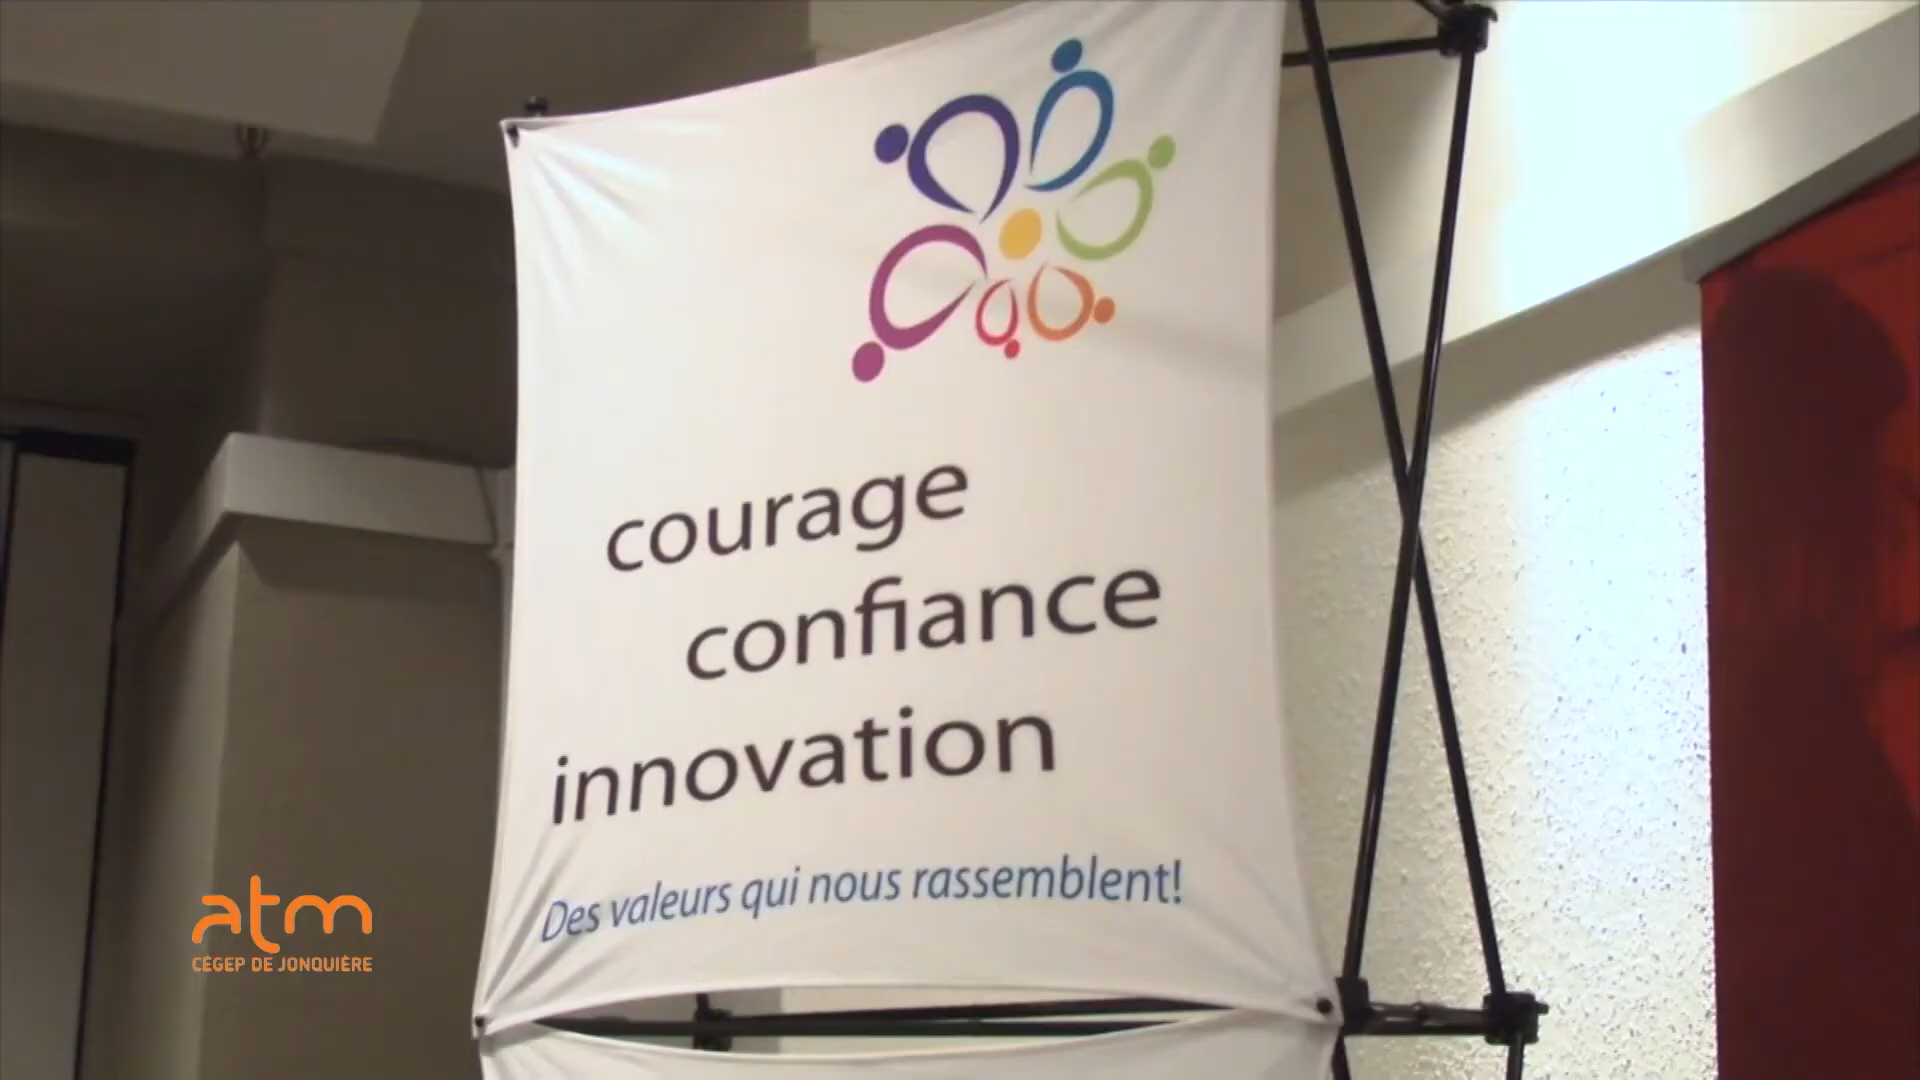 courage
confiance
innovation
Des valeurs qui nous rassemblent!
atm
CÉGEP DE JONQUIÈRE